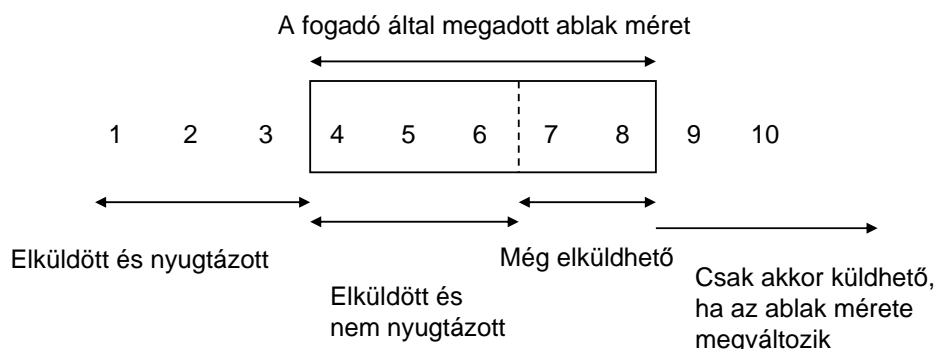 A fogadó által megadott ablak méret
1 2 3 4 5 6 7 8 9 10
Elküldött és nyugtázott
Elküldött és
nem nyugtázott
Még elküldhető
Csak akkor küldhető,
ha az ablak mérete
megváltozik